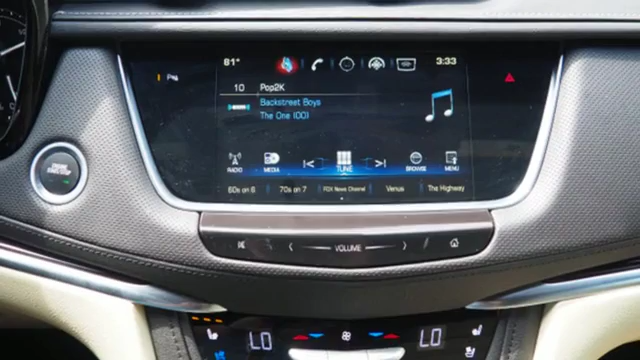 81° 3:33
10 Pop2K
Backstreet Boys
The One (00)
RADIO MEDIA TUNE BROWSE MENU
60s on 6 70s on 7 FOX News Channel Venus The Highway
VOLUME
LO LO